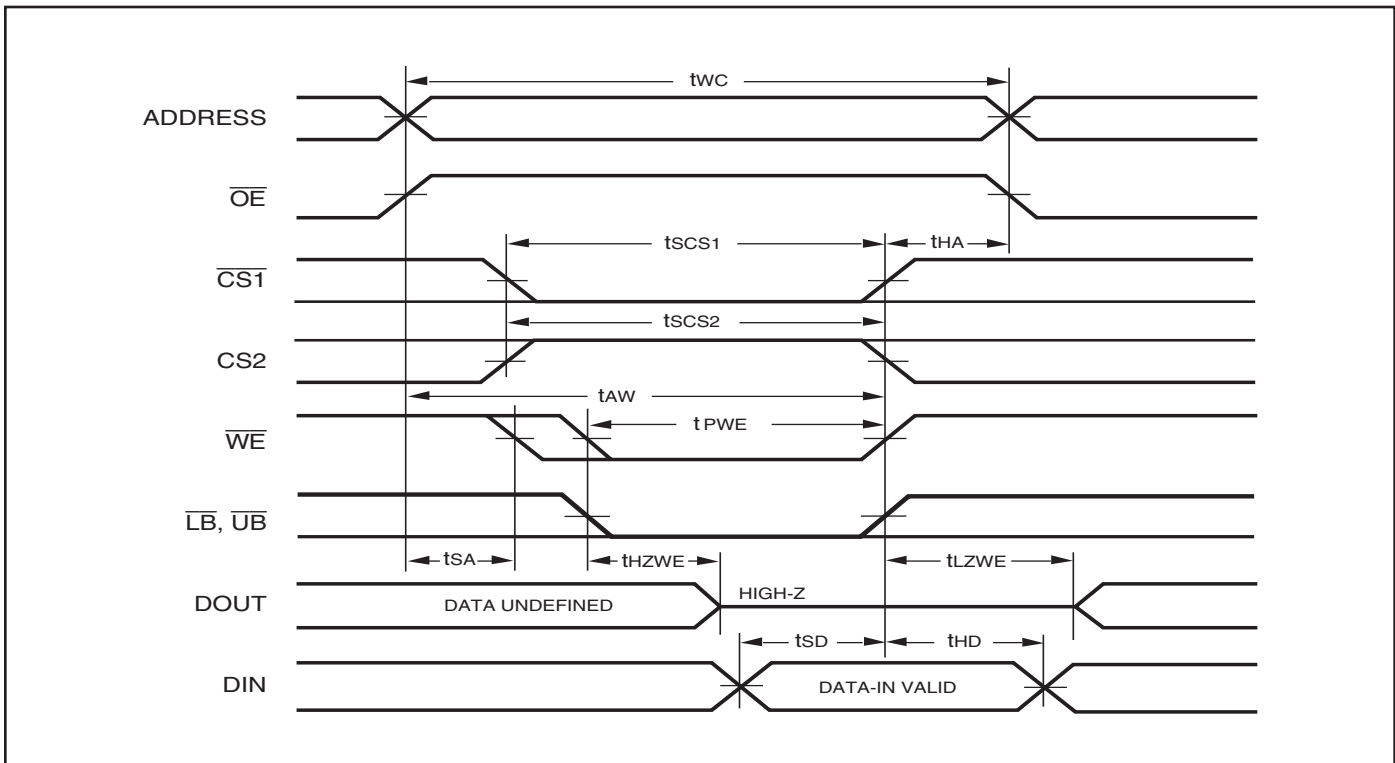 tWC
ADDRESS
OE
tSCS1
tHA
CS1
tSCS2
CS2
tAW
t PWE
WE
LB, UB
tSA
tHZWE
tLZWE
DOUT
DATA UNDEFINED
HIGH-Z
tSD
tHD
DIN
DATA-IN VALID